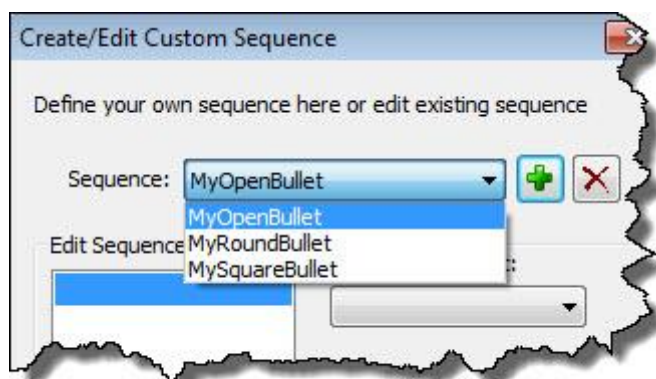 Create/Edit Custom Sequence
Define your own sequence here or edit existing sequence
Sequence: MyOpenBullet
MyOpenBullet
Edit Sequence
MyRoundBullet
MySquareBullet